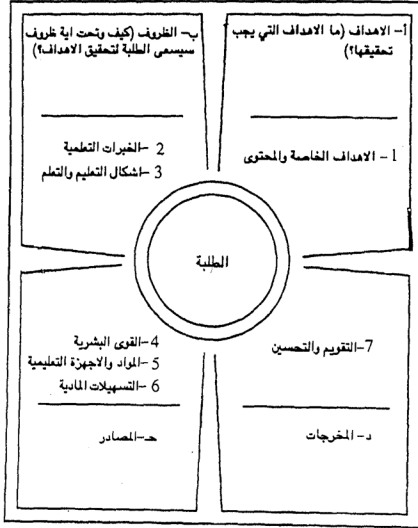 أ- الاهداف (ما الاهداف التي يجب
تحقيقها؟)
1- الاهداف الخاصة والمحتوى
ب- الظروف (كيف وتحت اية ظروف
سيسعى الطلبة لتحقيق الاهداف؟)
2 -الخبرات التعلمية
3 -اشكال التعليم والتعلم
الطلبة
4-القوى البشرية
5-المواد والاجهزة التعليمية
6 -التسهيلات المادية
حـ-المصادر
7-التقويم والتحسين
د- المخرجات